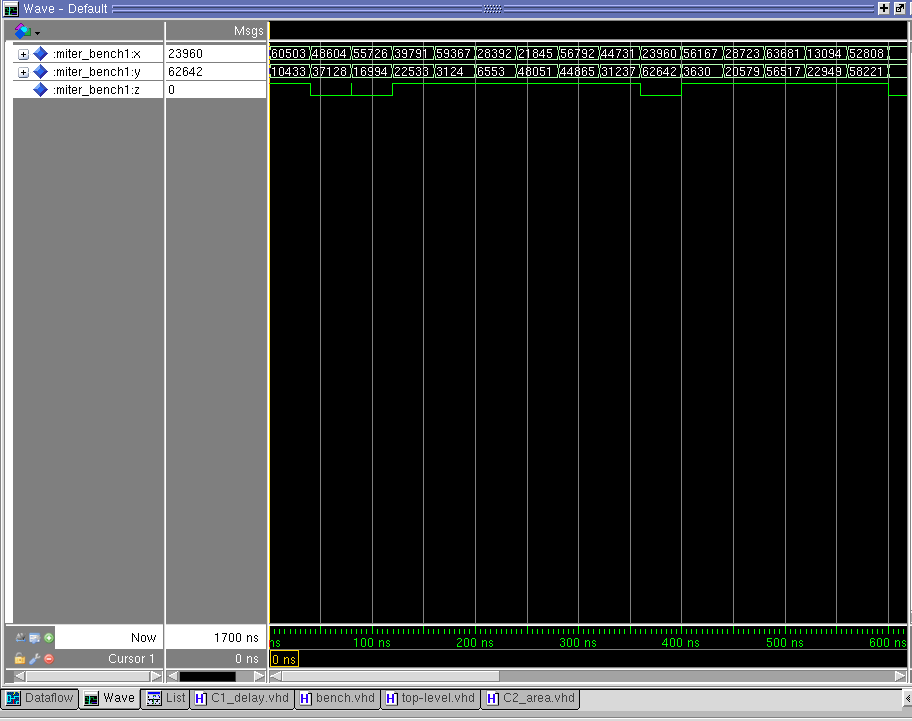 Wave - Default
Msgs
:miter_bench1:x 23960 60503 48604 55726 39791 59367 28392 21845 56792 44731 23960 56167 28723 63681 13094 52808
:miter_bench1:y 62642 10433 37128 16994 22533 3124 6553 48051 44865 31237 62642 3630 20579 56517 22949 58221
:miter_bench1:z 0
Now 1700 ns ns 100 ns 200 ns 300 ns 400 ns 500 ns 600 ns
Cursor 1 0 ns 0 ns
Dataflow Wave List C1_delay.vhd bench.vhd top-level.vhd C2_area.vhd